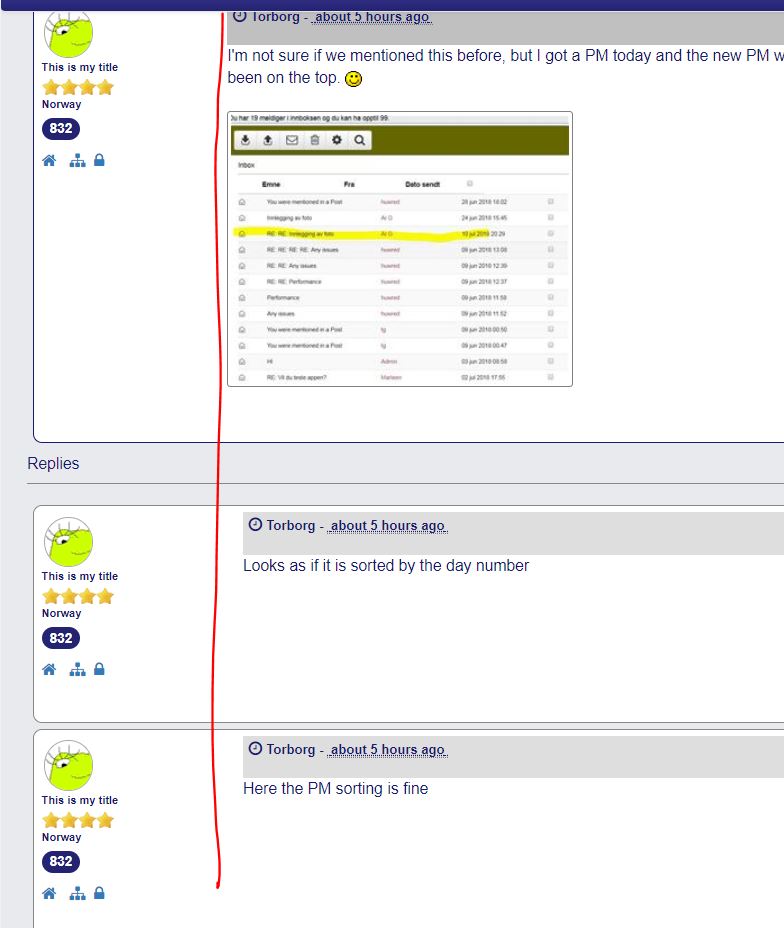 Torborg - about 5 hours ago
This is my title
Norway
832
I'm not sure if we mentioned this before, but I got a PM today and the new PM w
been on the top.
Du har 19 meldiger i innboksen og du kan ha opptil 99.
Inbox
Emne Fra Dato sendt
You were mentioned in a Post huwred 28 jun 2018 18:02
Innlegging av foto Al G 24 jun 2018 15:45
RE: RE: Innlegging av foto Al G 10 jul 2018 20:29
RE: RE: RE: RE: Any issues huwred 09 jun 2018 13:08
RE: RE: Any issues huwred 09 jun 2018 12:39
RE: RE: Performance huwred 09 jun 2018 12:37
Performance huwred 09 jun 2018 11:58
Any issues huwred 09 jun 2018 11:52
You were mentioned in a Post tg 09 jun 2018 00:50
You were mentioned in a Post tg 09 jun 2018 00:47
Hi Admin 03 jun 2018 08:58
RE: Vil du teste appen? Marleen 02 jul 2018 17:55
Replies
Torborg - about 5 hours ago
This is my title
Norway
832
Looks as if it is sorted by the day number
Torborg - about 5 hours ago
This is my title
Norway
832
Here the PM sorting is fine